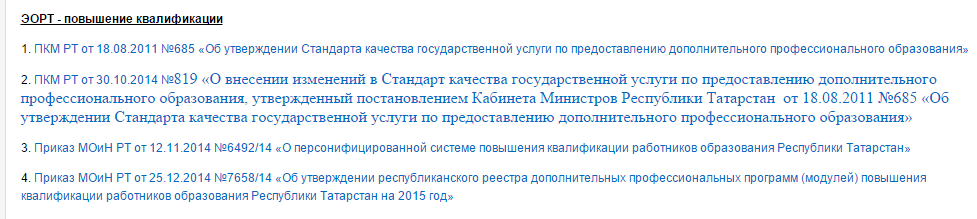 ЭОРТ - повышение квалификации
1. ПКМ РТ от 18.08.2011 №685 «Об утверждении Стандарта качества государственной услуги по предоставлению дополнительного профессионального образования»
2. ПКМ РТ от 30.10.2014 №819 «О внесении изменений в Стандарт качества государственной услуги по предоставлению дополнительного
профессионального образования, утвержденный постановлением Кабинета Министров Республики Татарстан от 18.08.2011 №685 «Об
утверждении Стандарта качества государственной услуги по предоставлению дополнительного профессионального образования»
3. Приказ МОиН РТ от 12.11.2014 №6492/14 «О персонифицированной системе повышения квалификации работников образования Республики Татарстан»
4. Приказ МОиН РТ от 25.12.2014 №7658/14 «Об утверждении республиканского реестра дополнительных профессиональных программ (модулей) повышения
квалификации работников образования Республики Татарстан на 2015 год»